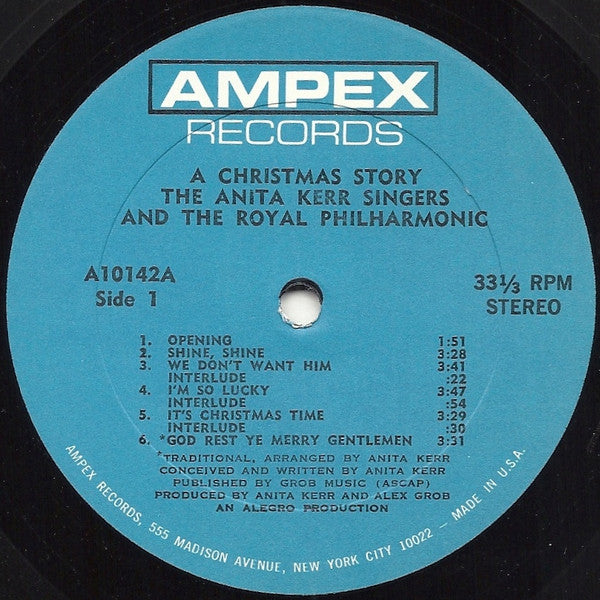 AMPEX
RECORDS
A CHRISTMAS STORY
THE ANITA KERR SINGERS
AND THE ROYAL PHILHARMONIC
A10142A
Side 1
33⅓ RPM
STEREO
1. OPENING 1:51
2. SHINE, SHINE 3:28
3. WE DON'T WANT HIM 3:41
INTERLUDE :22
4. I'M SO LUCKY 3:47
INTERLUDE :54
5. IT'S CHRISTMAS TIME 3:29
INTERLUDE :30
6. *GOD REST YE MERRY GENTLEMEN 3:31
*TRADITIONAL, ARRANGED BY ANITA KERR
CONCEIVED AND WRITTEN BY ANITA KERR
PUBLISHED BY GROB MUSIC (ASCAP)
PRODUCED BY ANITA KERR AND ALEX GROB
AN ALEGRO PRODUCTION
AMPEX RECORDS, 555 MADISON AVENUE, NEW YORK CITY 10022 – MADE IN U.S.A.